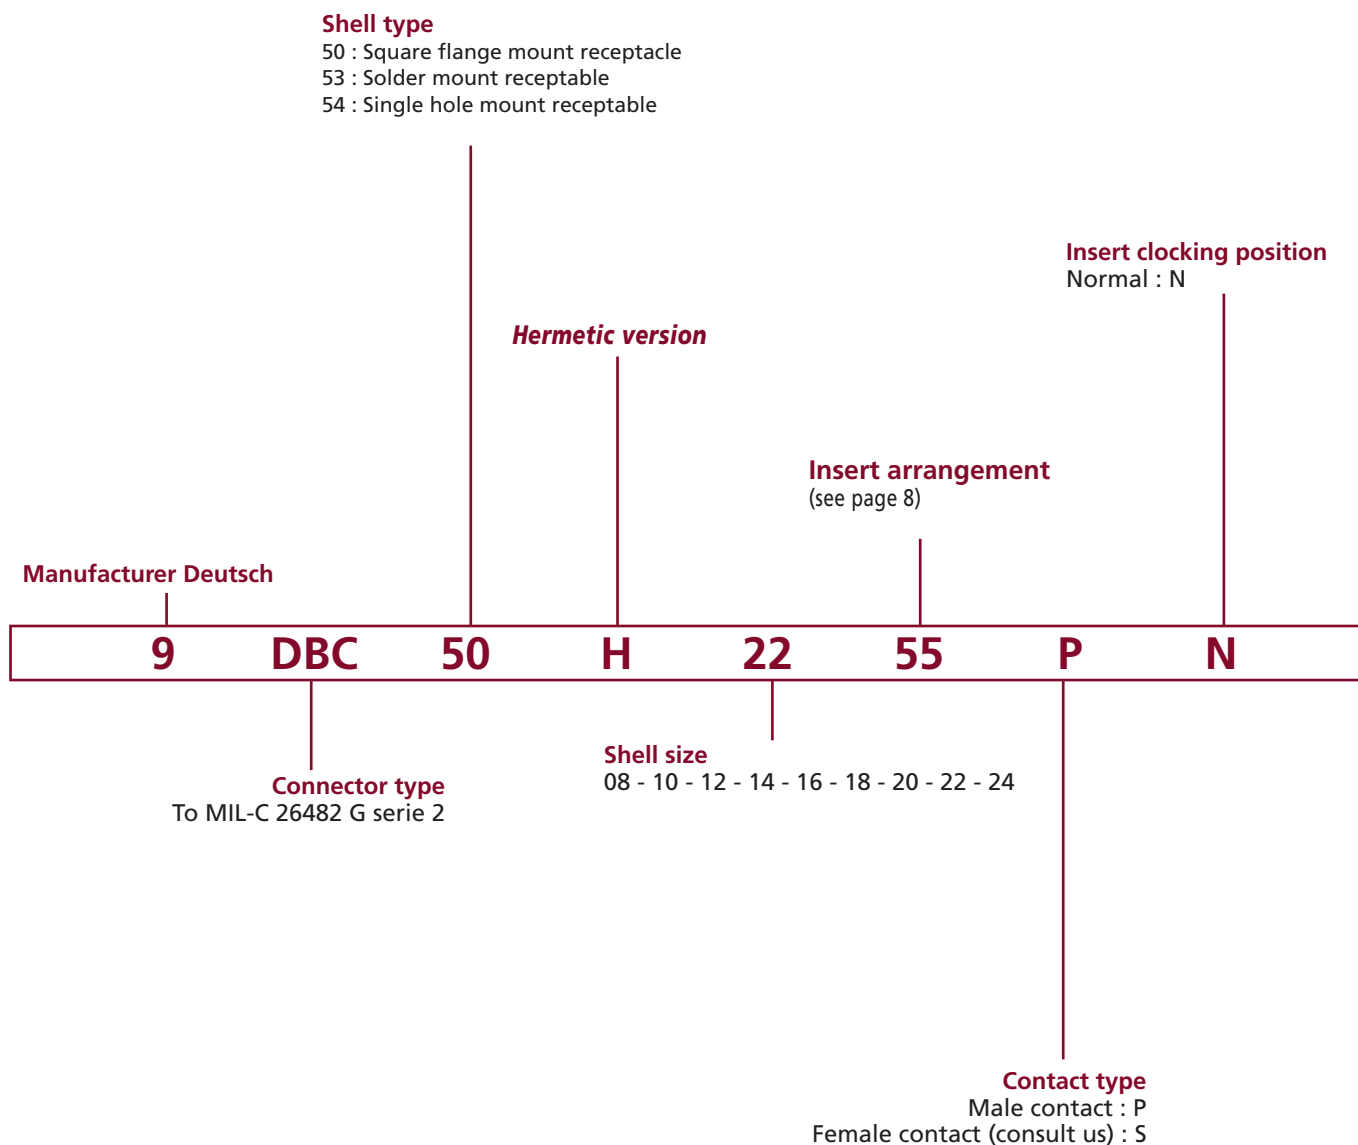 Shell type
50 : Square flange mount receptacle
53 : Solder mount receptable
54 : Single hole mount receptable
Insert clocking position
Normal : N
Hermetic version
Insert arrangement
(see page 8)
Manufacturer Deutsch
9 DBC 50 H 22 55 P N
Connector type
To MIL-C 26482 G serie 2
Shell size
08 - 10 - 12 - 14 - 16 - 18 - 20 - 22 - 24
Contact type
Male contact : P
Female contact (consult us) : S